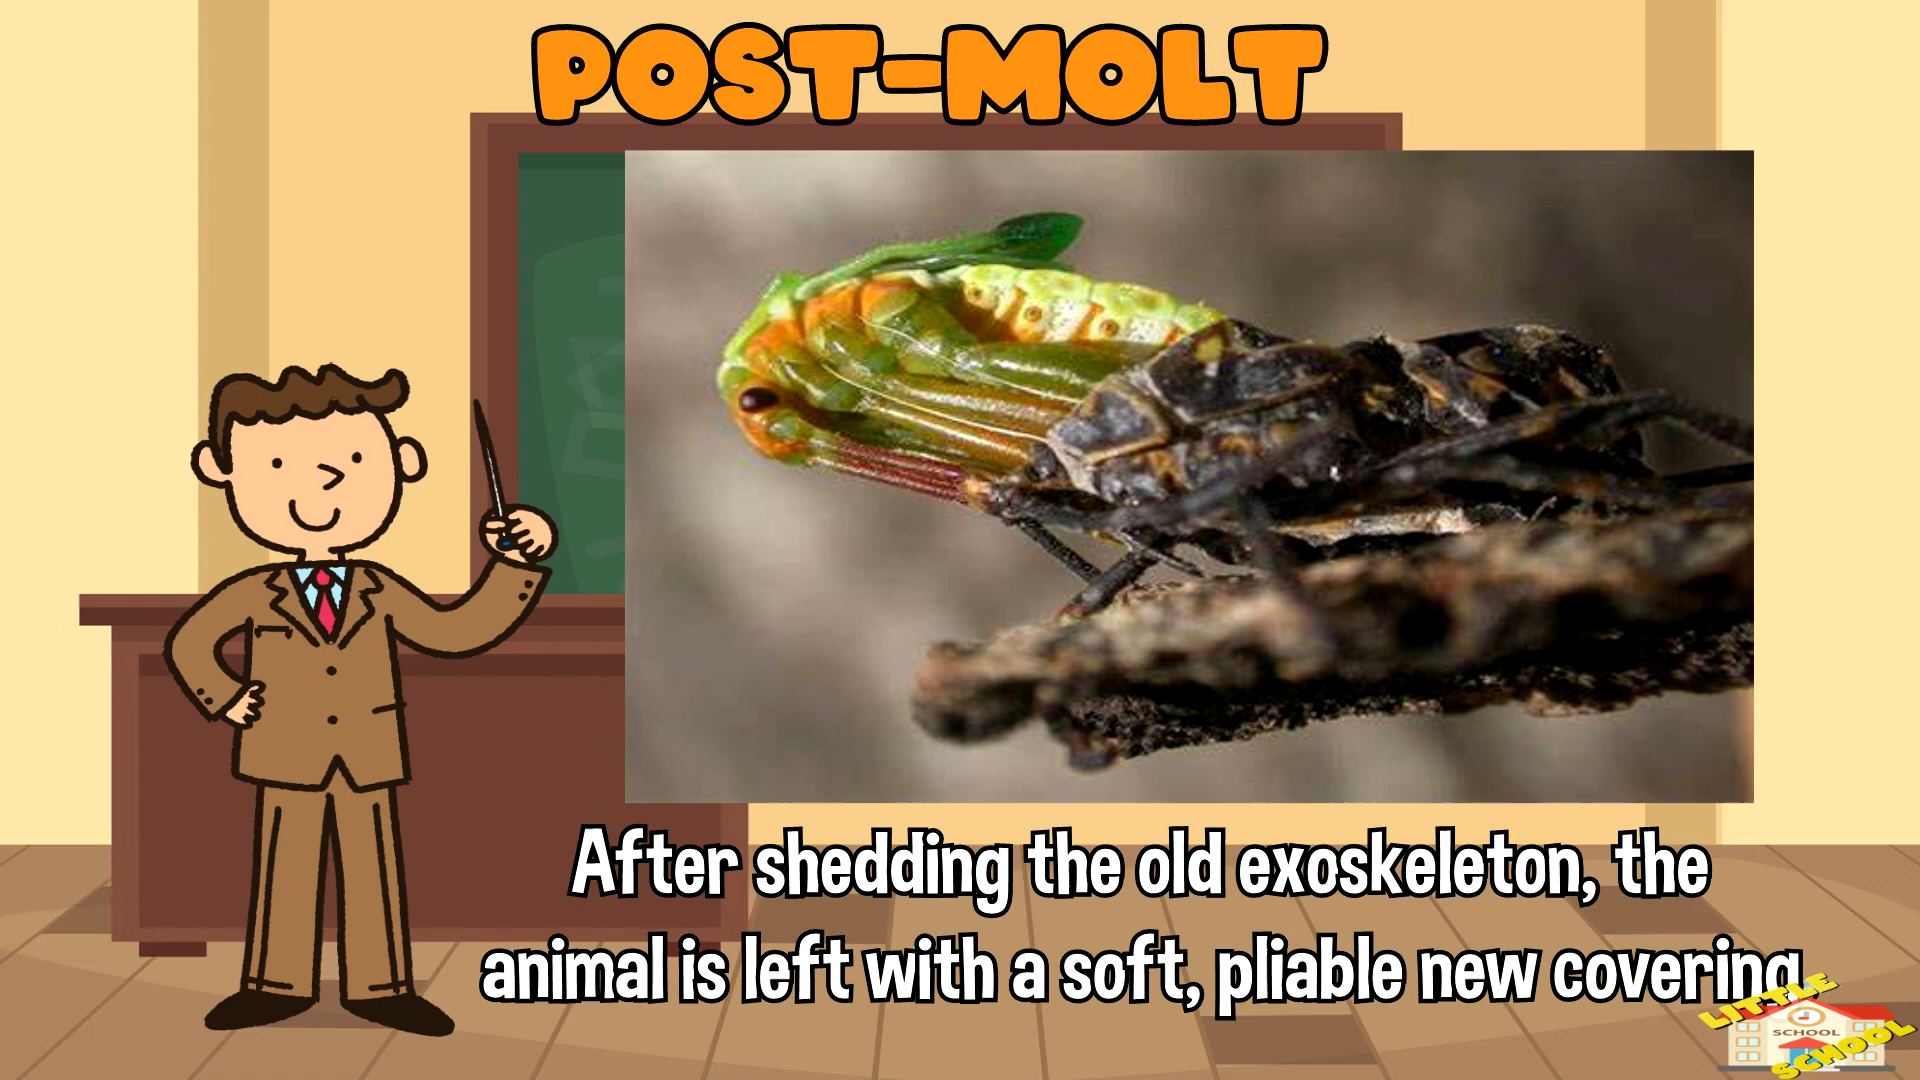 POST-MOLT
After shedding the old exoskeleton, the
animal is left with a soft, pliable new covering
LITTLE
SCHOOL
SCHOOL